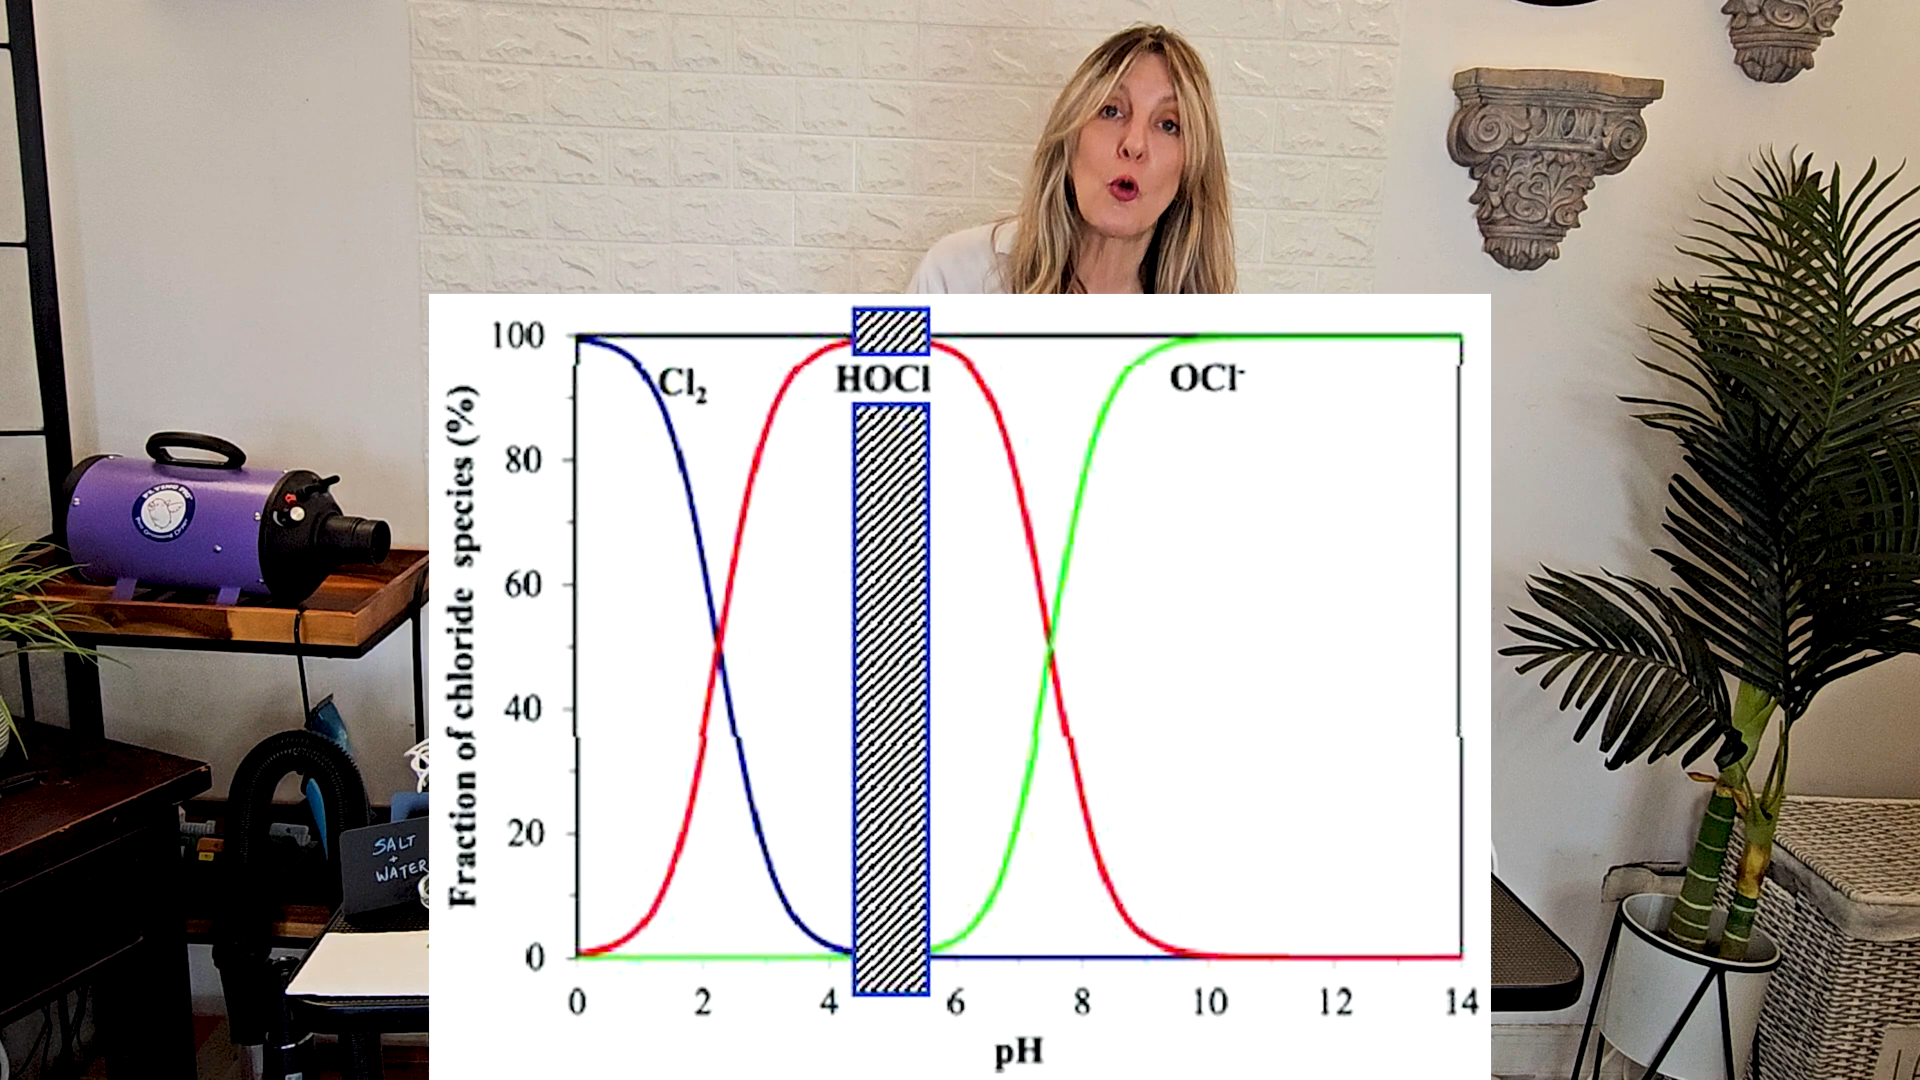 100
80
60
40
20
0
Fraction of chloride species (%)
Cl₂
HOCl
OCl⁻
0 2 4 6 8 10 12 14
pH
SALT
+
WATER